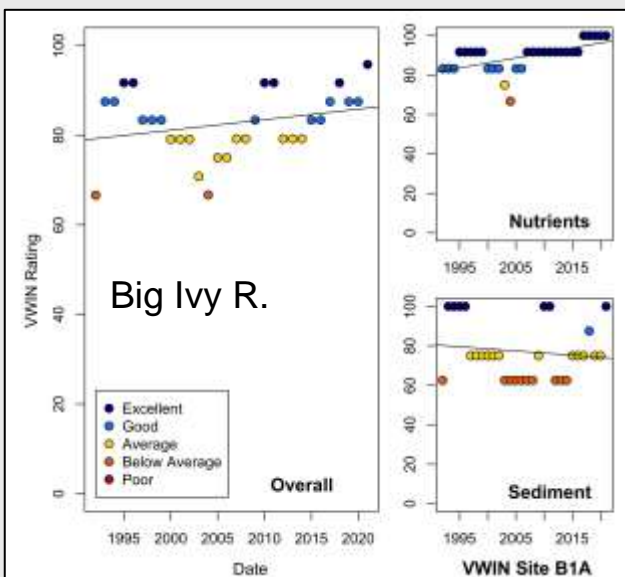 100
80
60
40
20
0
VWIN Rating
Big Ivy R.
Excellent
Good
Average
Below Average
Poor
Overall
1995
2000
2005
2010
2015
2020
Date
100
80
60
40
20
0
Nutrients
1995
2005
2015
100
80
60
40
20
0
Sediment
1995
2005
2015
VWIN Site B1A